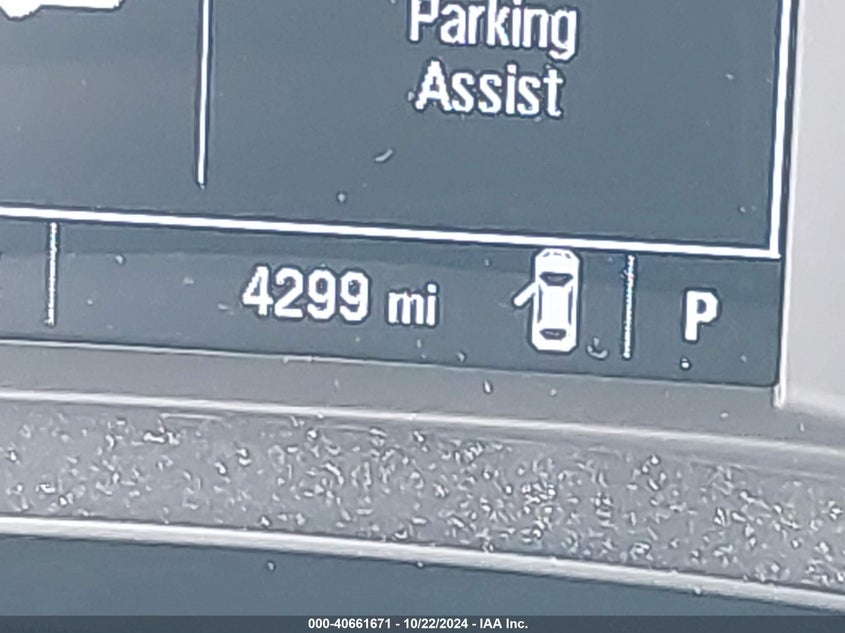 Parking
Assist
4299 mi
P
000-40661671 - 10/22/2024 - IAA Inc.